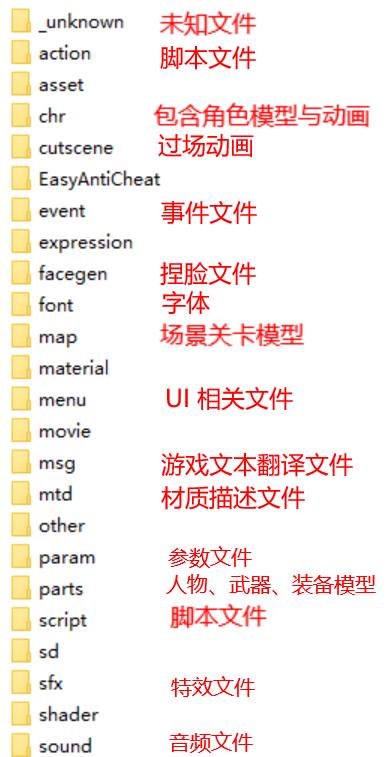 _unknown 未知文件
action 脚本文件
asset
chr 包含角色模型与动画
cutscene 过场动画
EasyAntiCheat
event 事件文件
expression
facegen 捏脸文件
font 字体
map 场景关卡模型
material
menu UI 相关文件
movie
msg 游戏文本翻译文件
mtd 材质描述文件
other
param 参数文件
parts 人物、武器、装备模型
script 脚本文件
sd
sfx 特效文件
shader
sound 音频文件